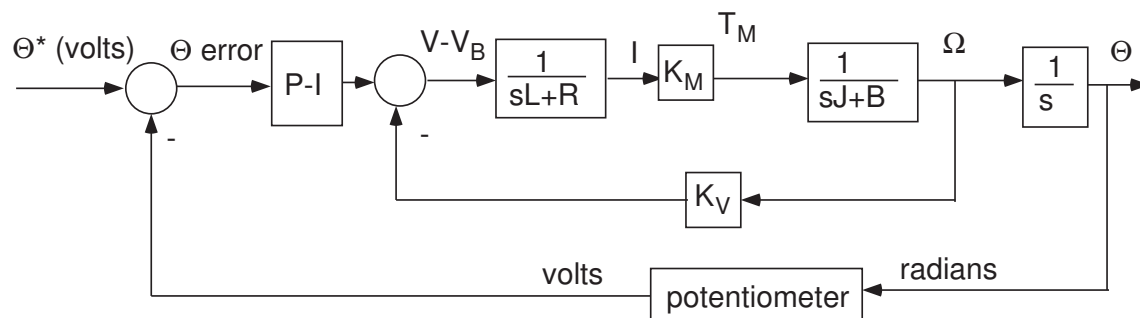 Θ* (volts)
Θ error
P-I
V-V_B
1
sL+R
I
K_M
T_M
1
sJ+B
Ω
1
s
Θ
-
-
K_V
volts
potentiometer
radians